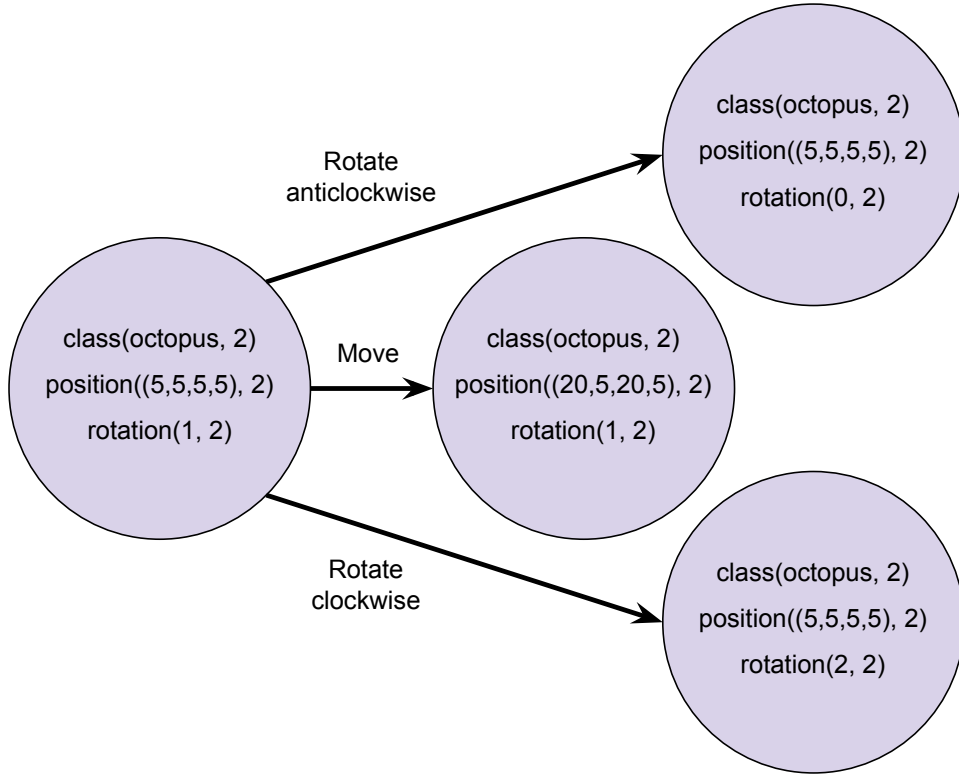 class(octopus, 2)
position((5,5,5,5), 2)
rotation(0, 2)
Rotate
anticlockwise
class(octopus, 2)
position((5,5,5,5), 2)
rotation(1, 2)
Move
class(octopus, 2)
position((20,5,20,5), 2)
rotation(1, 2)
Rotate
clockwise
class(octopus, 2)
position((5,5,5,5), 2)
rotation(2, 2)